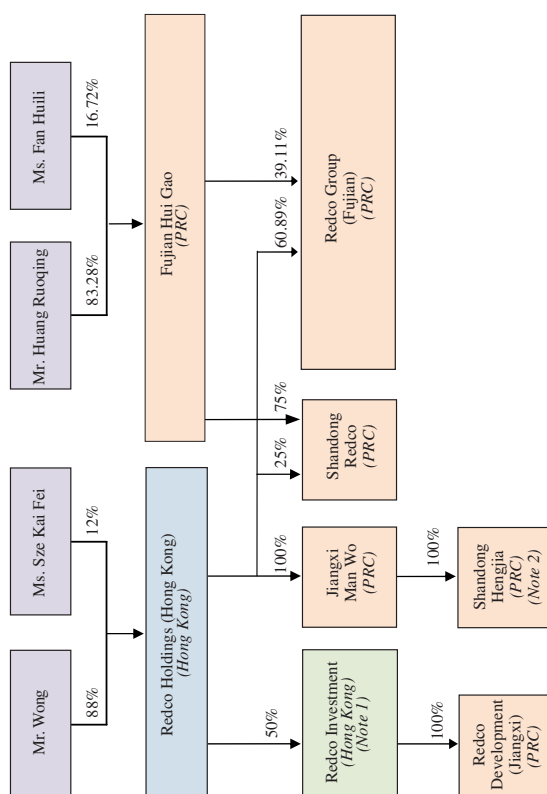 Mr. Wong
Ms. Sze Kai Fei
Mr. Huang Ruoqing
Ms. Fan Huili
88%
12%
83.28%
16.72%
Redco Holdings (Hong Kong)
(Hong Kong)
Fujian Hui Gao
(PRC)
50%
100%
25%
75%
60.89%
39.11%
Redco Investment
(Hong Kong)
(Note 1)
Jiangxi
Man Wo
(PRC)
Shandong
Redco
(PRC)
Redco Group
(Fujian)
(PRC)
100%
100%
Redco
Development
(Jiangxi)
(PRC)
Shandong
Hengjia
(PRC)
(Note 2)